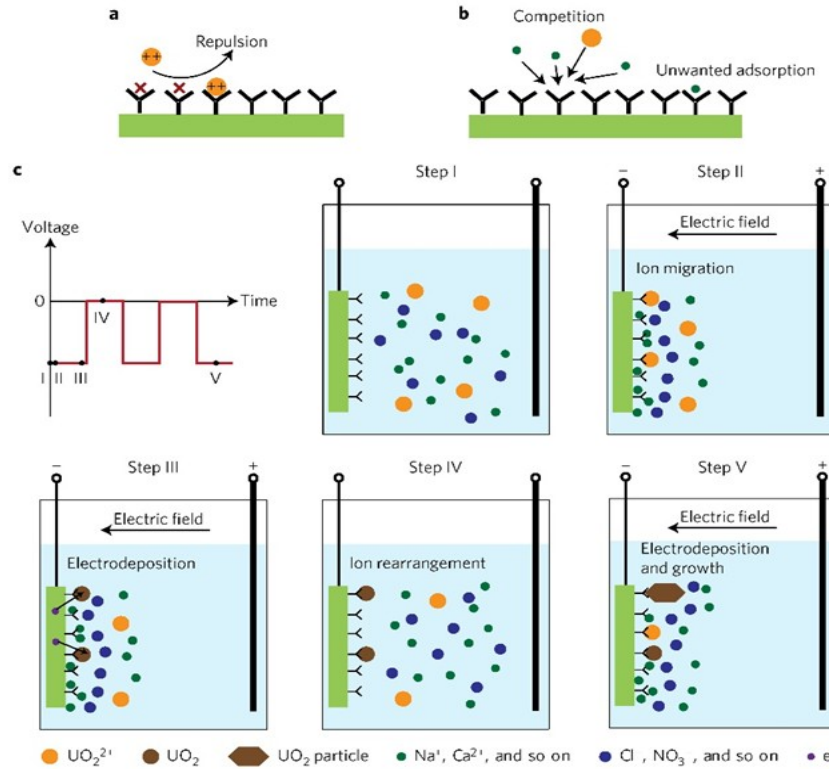 a
Repulsion
++
++
b
Competition
Unwanted adsorption
c
Voltage
0
Time
IV
I II III
V
Step I
Step II
− +
Electric field
Ion migration
Step III
− +
Electric field
Electrodeposition
Step IV
Ion rearrangement
Step V
− +
Electric field
Electrodeposition
and growth
UO₂²⁺ UO₂ UO₂ particle Na⁺, Ca²⁺, and so on Cl , NO₃ , and so on e